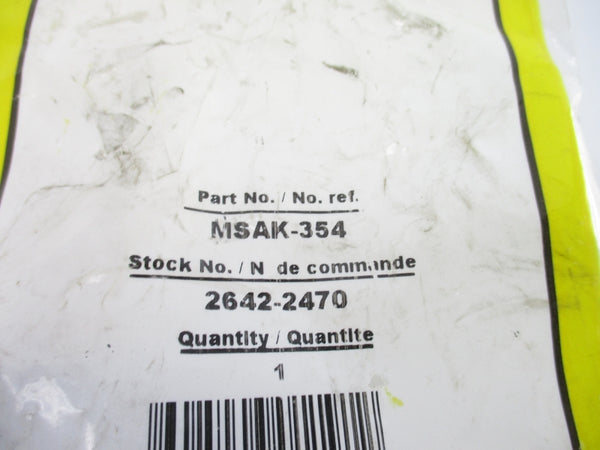 Part No. / No. ref.
MSAK-354
Stock No. / N de commande
2642-2470
Quantity / Quantite
1